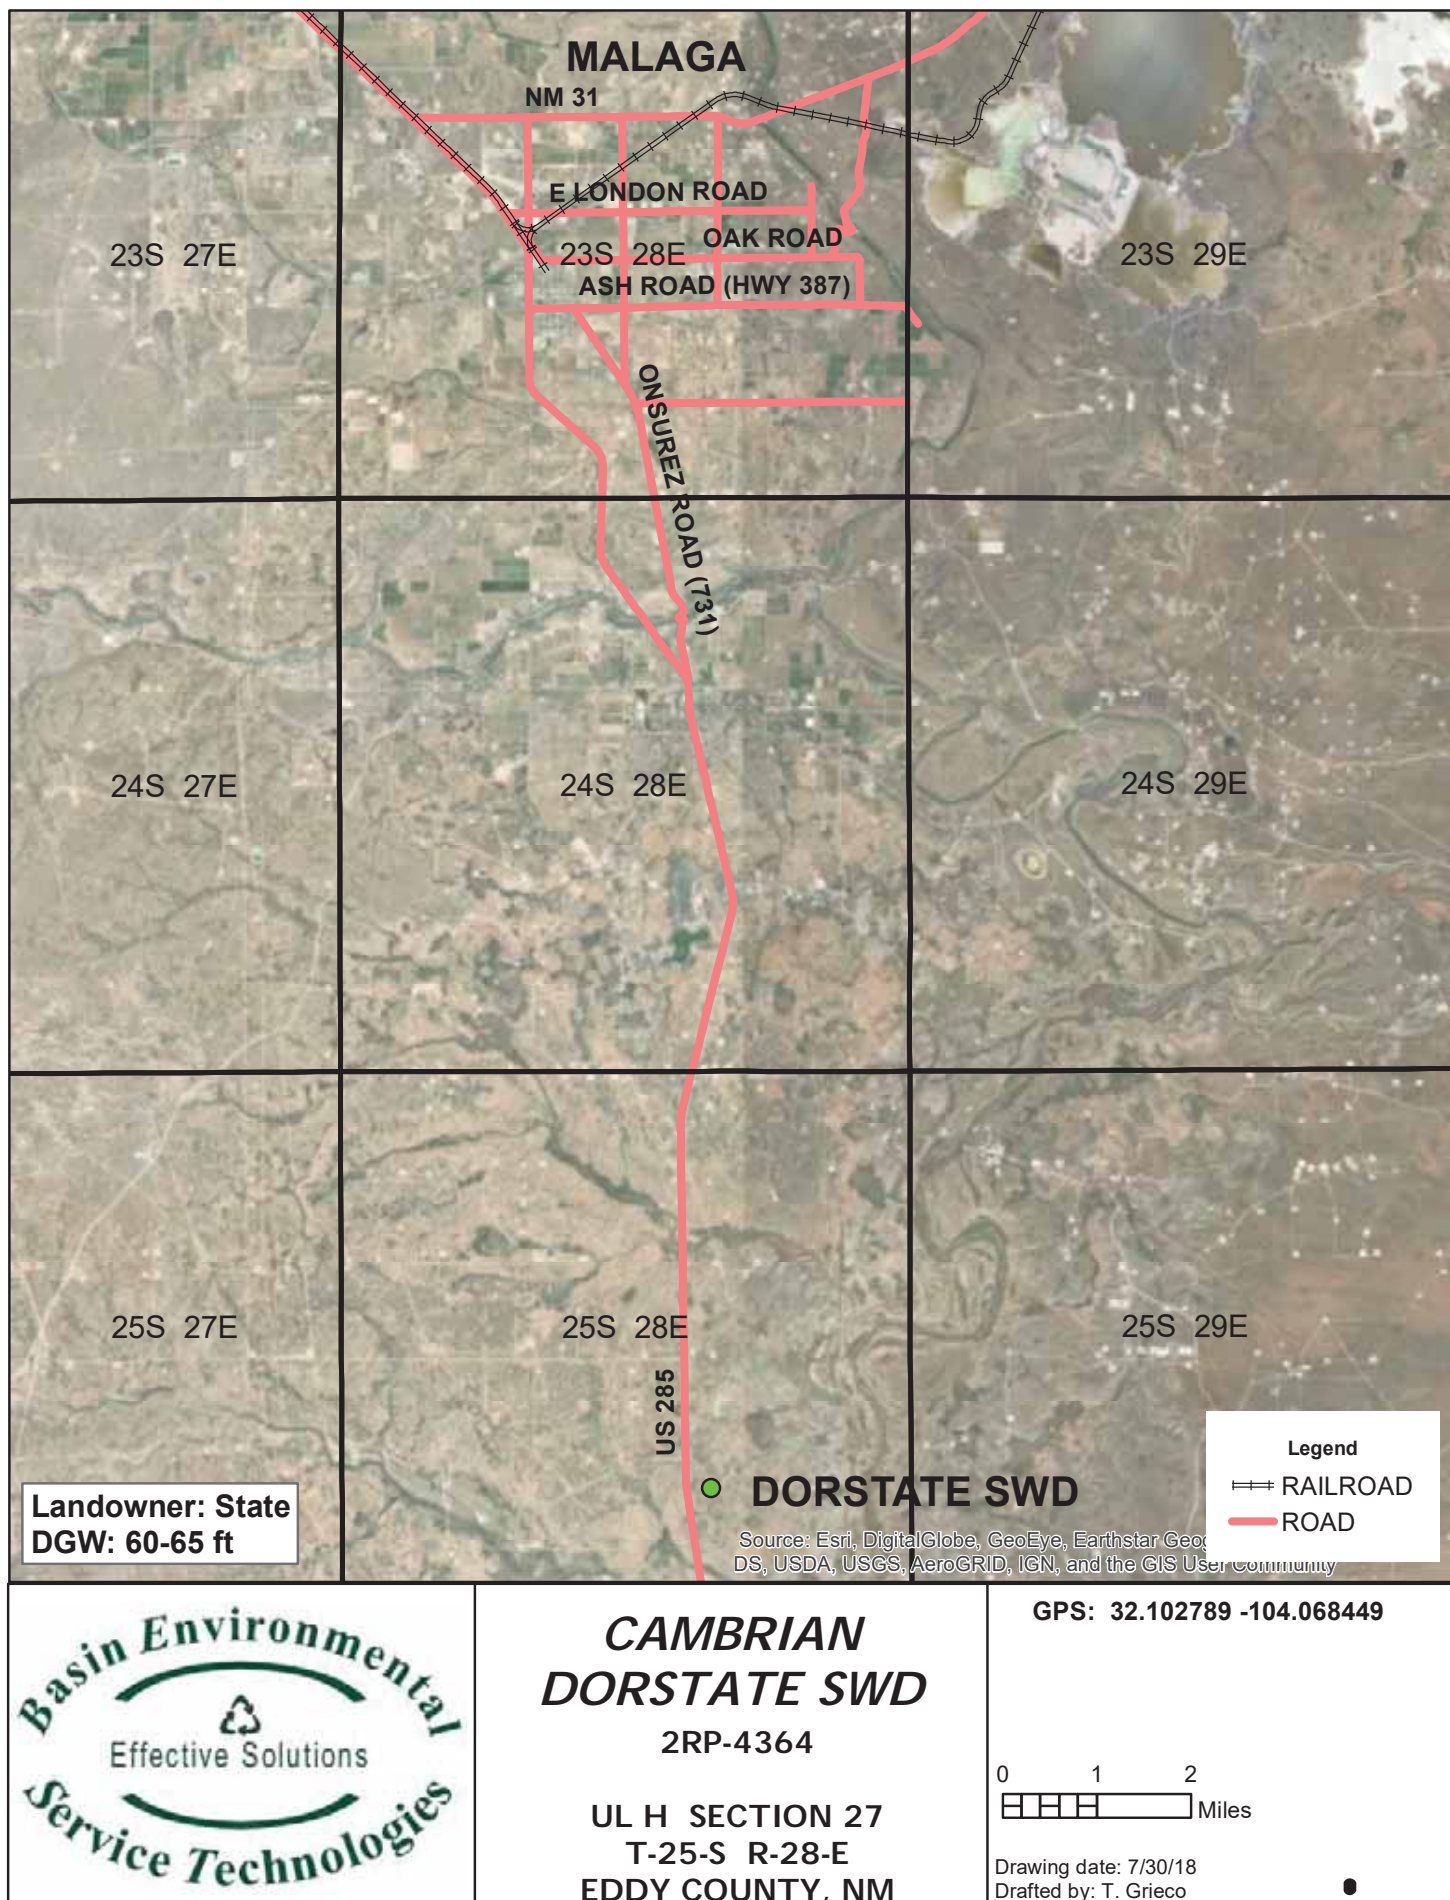 MALAGA
NM 31
E LONDON ROAD
OAK ROAD
23S 27E
23S 28E
23S 29E
ASH ROAD (HWY 387)
ONSUREZ ROAD (731)
24S 27E
24S 28E
24S 29E
25S 27E
25S 28E
25S 29E
US 285
DORSTATE SWD
Legend
RAILROAD
ROAD
Landowner: State
DGW: 60-65 ft
Source: Esri, DigitalGlobe, GeoEye, Earthstar Geog
DS, USDA, USGS, AeroGRID, IGN, and the GIS User Community
Basin Environmental
Effective Solutions
Service Technologies
CAMBRIAN
DORSTATE SWD
2RP-4364
UL H SECTION 27
T-25-S R-28-E
EDDY COUNTY, NM
GPS: 32.102789 -104.068449
0 1 2
Miles
Drawing date: 7/30/18
Drafted by: T. Grieco